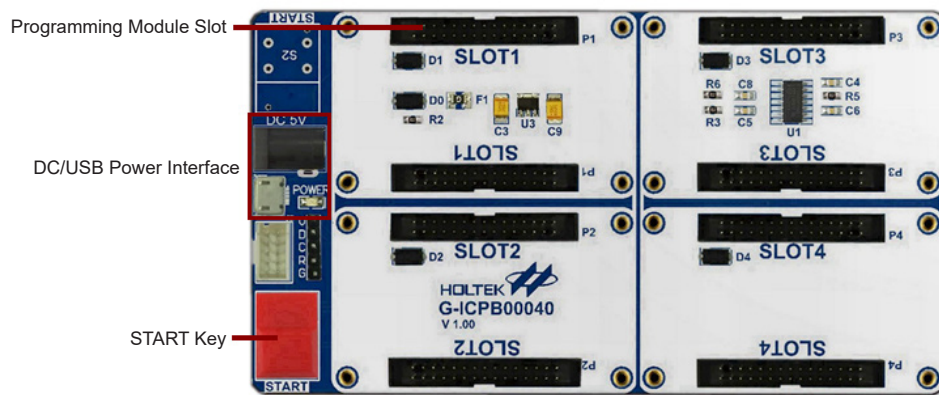 Programming Module Slot
DC/USB Power Interface
START Key
START
S2
DC 5V
POWER
V
D
C
R
G
START
P1
SLOT1
D1
D0
F1
R2
C3
U3
C9
SLOT1
P1
P3
SLOT3
D3
R6
C8
C4
R5
R3
C5
C6
U1
SLOT3
P3
P2
SLOT2
D2
HOLTEK
G-ICPB00040
V 1.00
SLOT2
P2
P4
SLOT4
D4
SLOT4
P4